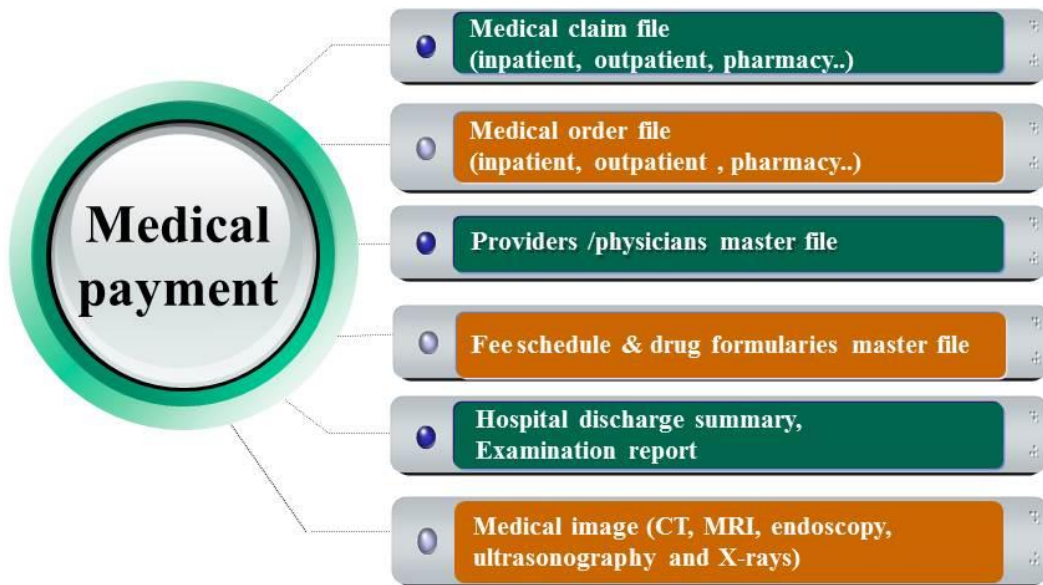 Medical
payment
Medical claim file
(inpatient, outpatient, pharmacy..)
Medical order file
(inpatient, outpatient , pharmacy..)
Providers /physicians master file
Fee schedule & drug formularies master file
Hospital discharge summary,
Examination report
Medical image (CT, MRI, endoscopy,
ultrasonography and X-rays)